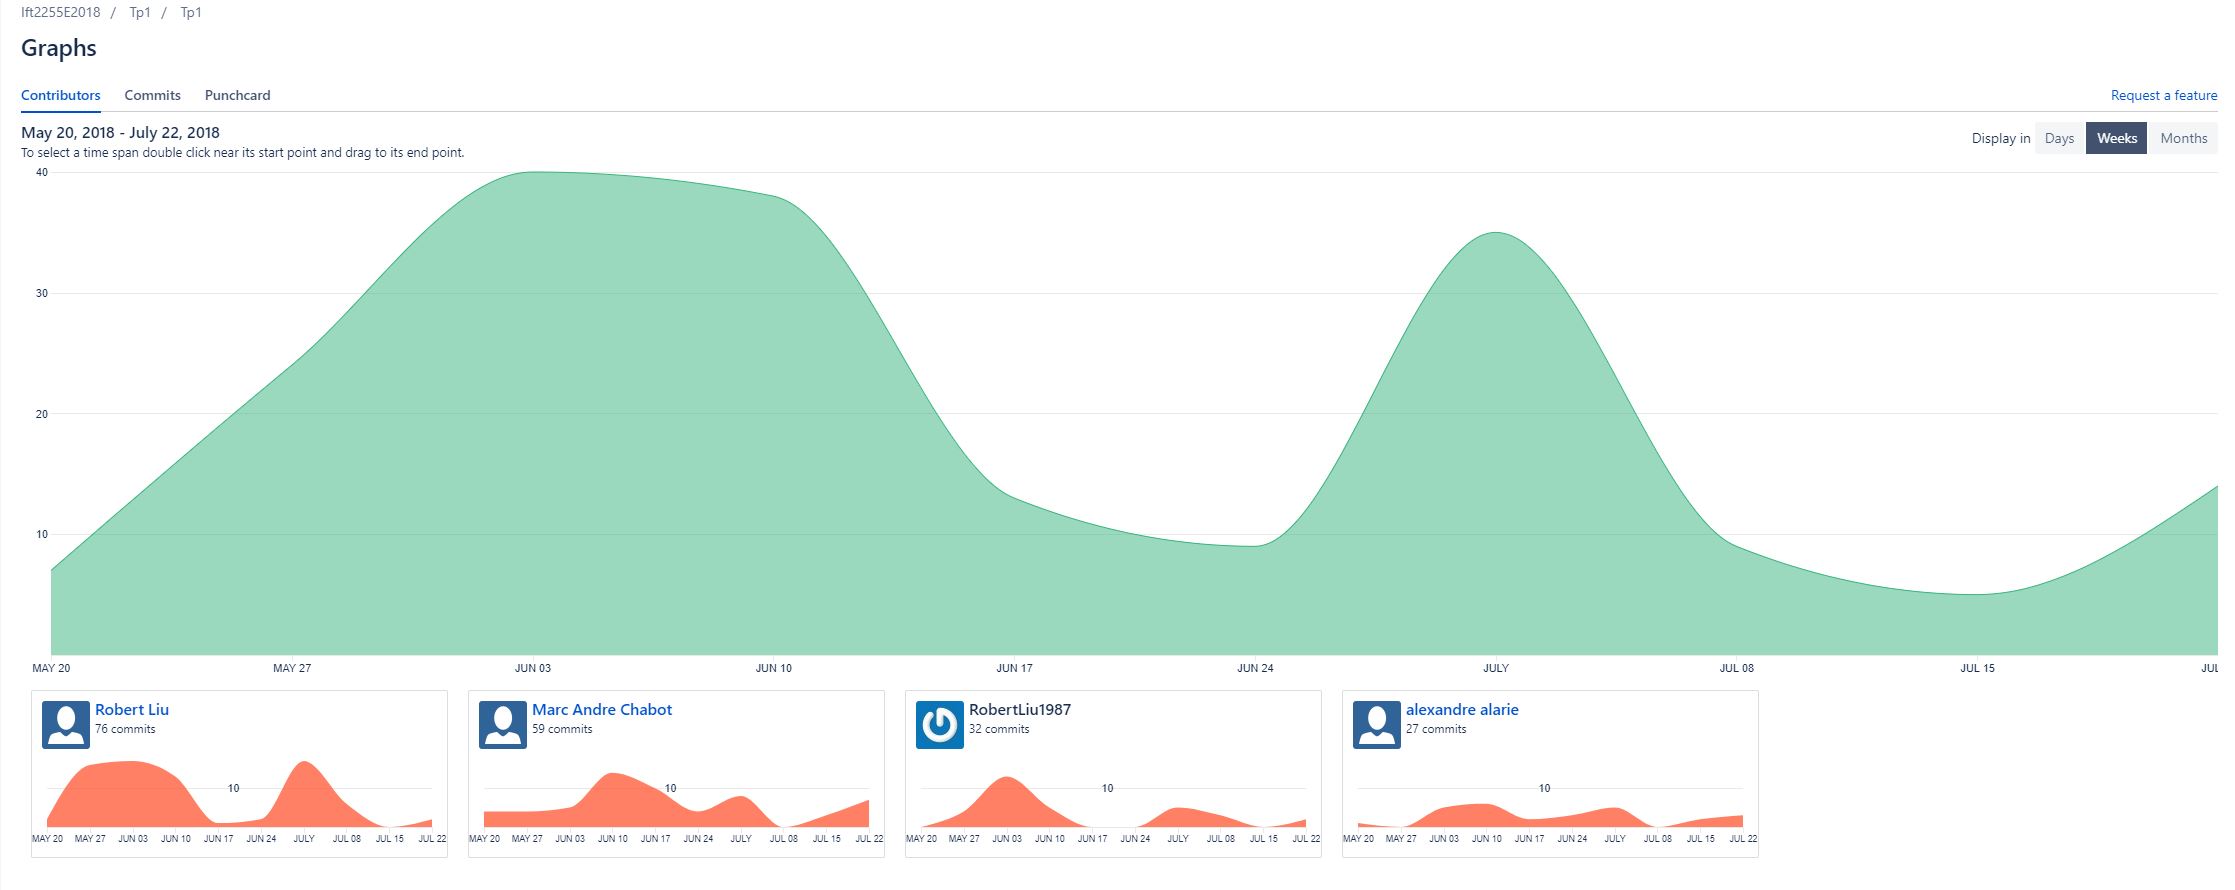 Ift2255E2018 / Tp1 / Tp1
Graphs
Contributors Commits Punchcard Request a feature
May 20, 2018 - July 22, 2018
To select a time span double click near its start point and drag to its end point.
Display in Days Weeks Months
40
30
20
10
MAY 20 MAY 27 JUN 03 JUN 10 JUN 17 JUN 24 JULY JUL 08 JUL 15 JUL
Robert Liu
76 commits
10
MAY 20 MAY 27 JUN 03 JUN 10 JUN 17 JUN 24 JULY JUL 08 JUL 15 JUL 22
Marc Andre Chabot
59 commits
10
MAY 20 MAY 27 JUN 03 JUN 10 JUN 17 JUN 24 JULY JUL 08 JUL 15 JUL 22
RobertLiu1987
32 commits
10
MAY 20 MAY 27 JUN 03 JUN 10 JUN 17 JUN 24 JULY JUL 08 JUL 15 JUL 22
alexandre alarie
27 commits
10
MAY 20 MAY 27 JUN 03 JUN 10 JUN 17 JUN 24 JULY JUL 08 JUL 15 JUL 22